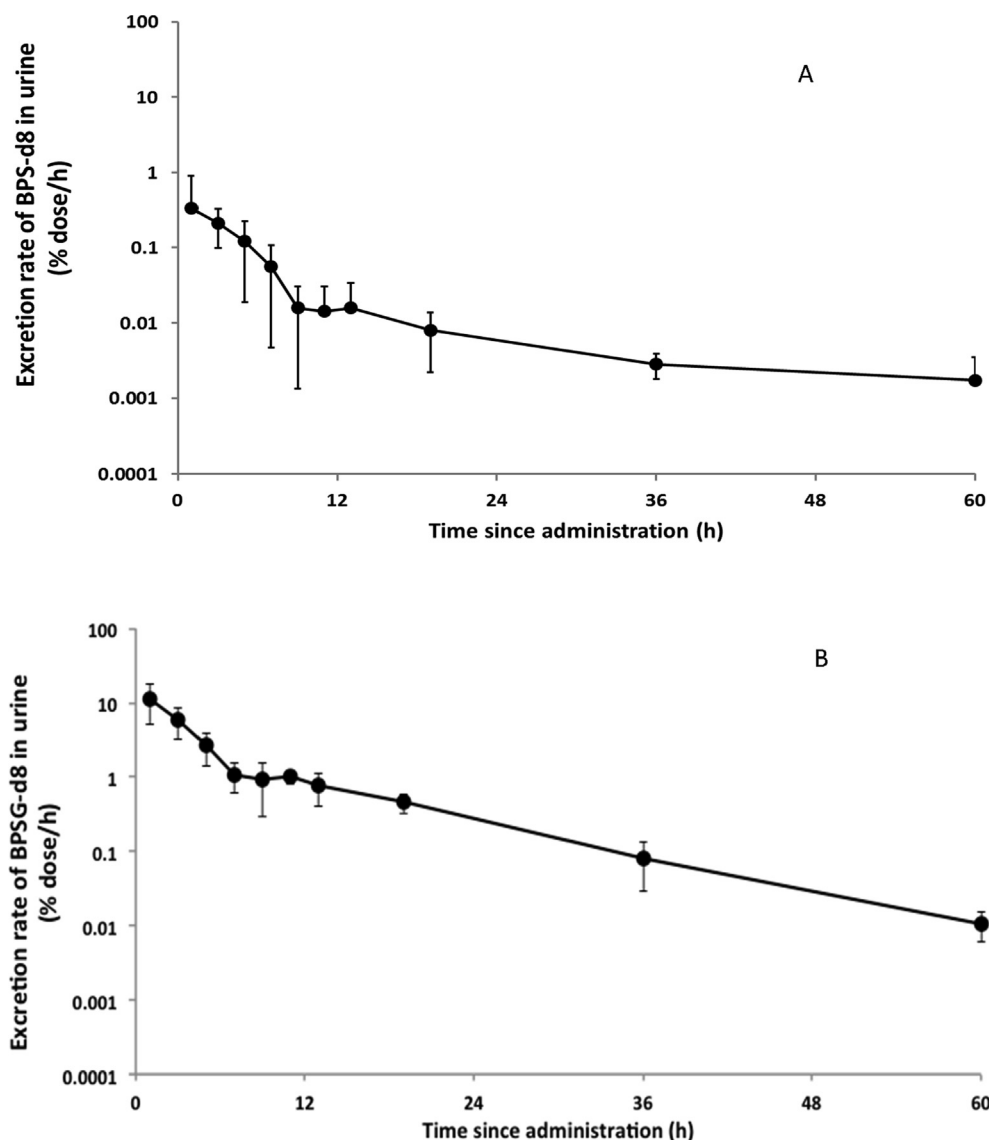 A
Excretion rate of BPS-d8 in urine
(% dose/h)
100
10
1
0.1
0.01
0.001
0.0001
0 12 24 36 48 60
Time since administration (h)
B
Excretion rate of BPSG-d8 in urine
(% dose/h)
100
10
1
0.1
0.01
0.001
0.0001
0 12 24 36 48 60
Time since administration (h)